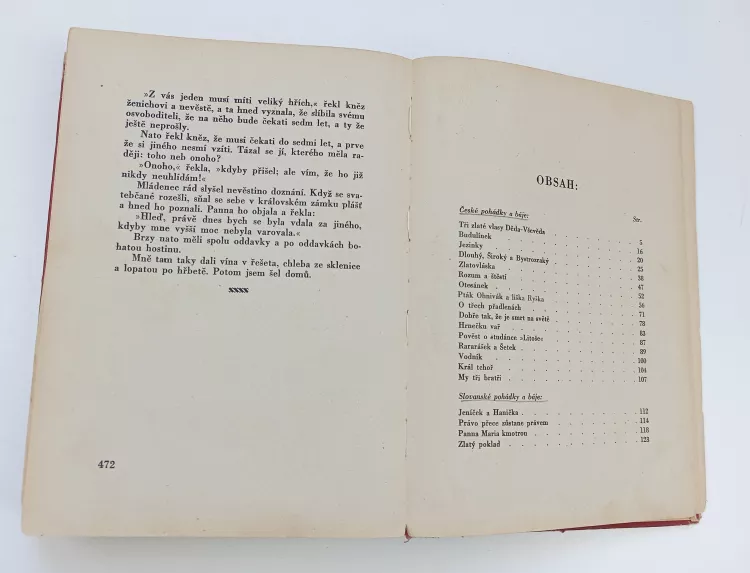 »Z vás jeden musí míti veliký hřích,« řekl kněz
ženichovi a nevěstě, a ta hned vyznala, že slíbila svému
osvoboditeli, že na něho bude čekati sedm let, a ty že
ještě neprošly.
Nato řekl kněz, že musí čekati do sedmi let, a prve
že si jiného nesmí vzíti. Tázal se jí, kterého měla ra-
ději: toho neb onoho?
»Onoho,« řekla, »kdyby přišel; ale vím, že ho již
nikdy neuhlídám!«
Mládenec rád slyšel nevěstino doznání. Když se sva-
tebčané rozešli, sňal se sebe v královském zámku plášť
a hned ho poznali. Panna ho objala a řekla:
»Hleď, právě dnes bych se byla vdala za jiného,
kdyby mne vyšší moc nebyla varovala.«
Brzy nato měli spolu oddavky a po oddavkách bo-
hatou hostinu.
Mně tam taky dali vína v řešeta, chleba ze sklenice
a lopatou po hřbetě. Potom jsem šel domů.
xxxx
472
OBSAH:
České pohádky a báje: Str.
Tři zlaté vlasy Děda-Vševěda . . . 5
Budulínek . . . 16
Jezinky . . . 20
Dlouhý, Široký a Bystrozraký . . . 25
Zlatovláska . . . 38
Rozum a štěstí . . . 47
Otesánek . . . 52
Pták Ohnivák a liška Ryška . . . 56
O třech přadlenách . . . 71
Dobře tak, že je smrt na světě . . . 78
Hrnečku vař . . . 83
Pověst o studánce »Litoše« . . . 87
Rararášek a Šetek . . . 89
Vodník . . . 100
Král tchoř . . . 104
My tři bratři . . . 107
Slovanské pohádky a báje:
Jeníček a Hanička . . . 112
Právo přece zůstane právem . . . 114
Panna Maria kmotrou . . . 118
Zlatý poklad . . . 123